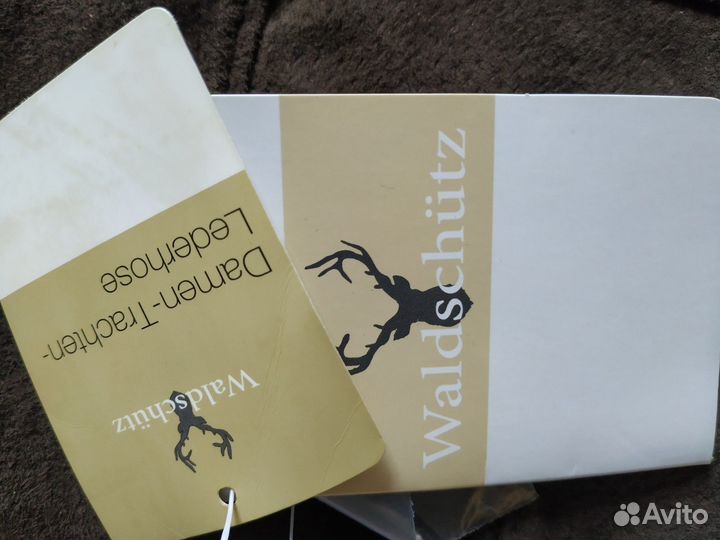 Waldschütz
Damen-Trachten-
Lederhose
Waldschütz
Avito